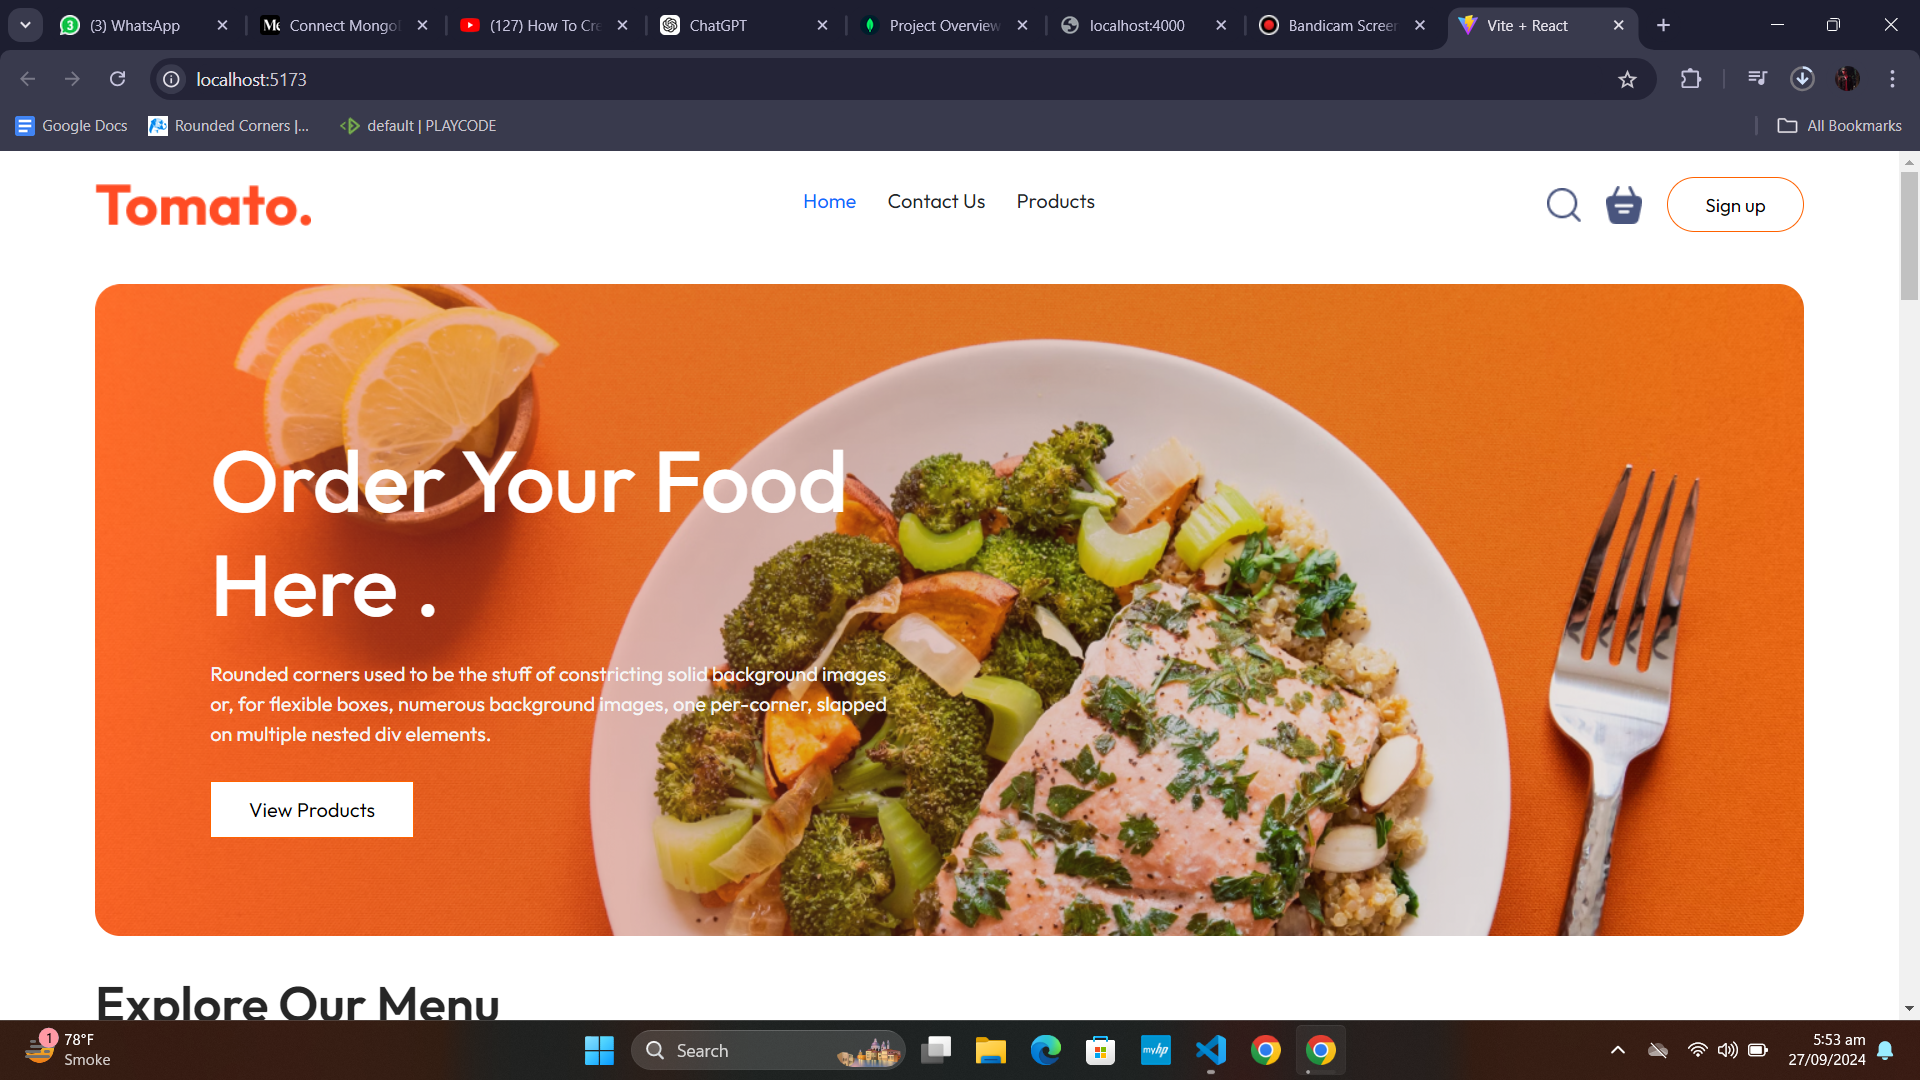 3
(3) WhatsApp
Connect Mongo
(127) How To Cre
ChatGPT
Project Overview
localhost:4000
Bandicam Screen
Vite + React
localhost:5173
Google Docs
Rounded Corners |...
default | PLAYCODE
All Bookmarks
Tomato.
Home
Contact Us
Products
Sign up
Order Your Food
Here .
Rounded corners used to be the stuff of constricting solid background images
or, for flexible boxes, numerous background images, one per-corner, slapped
on multiple nested div elements.
View Products
Explore Our Menu
1
78°F
Smoke
Search
myhp
5:53 am
27/09/2024